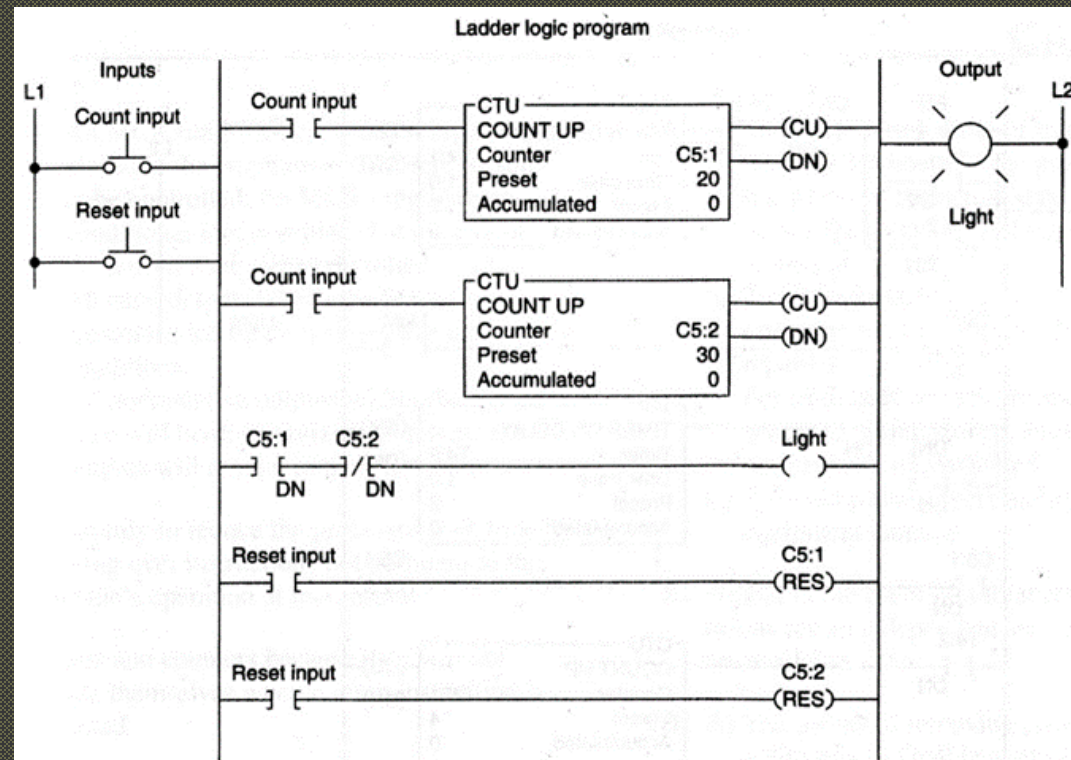 Ladder logic program
Inputs
Output
L1
L2
Count input
Reset input
Count input
CTU
COUNT UP
Counter C5:1
Preset 20
Accumulated 0
(CU)
(DN)
Light
Count input
CTU
COUNT UP
Counter C5:2
Preset 30
Accumulated 0
(CU)
(DN)
C5:1 C5:2
DN DN
Light
Reset input
C5:1
(RES)
Reset input
C5:2
(RES)